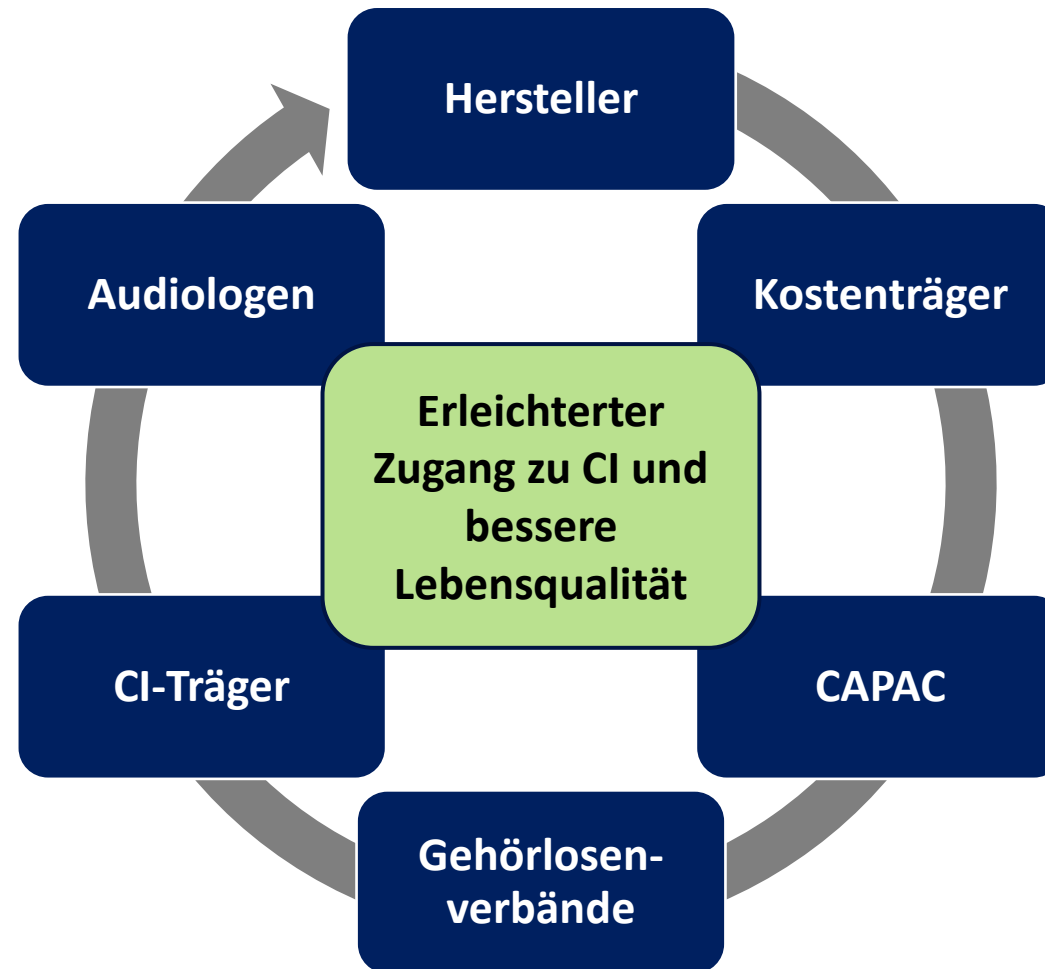 Hersteller
Audiologen
Kostenträger
Erleichterter
Zugang zu CI und
bessere
Lebensqualität
CI-Träger
CAPAC
Gehörlosen-
verbände